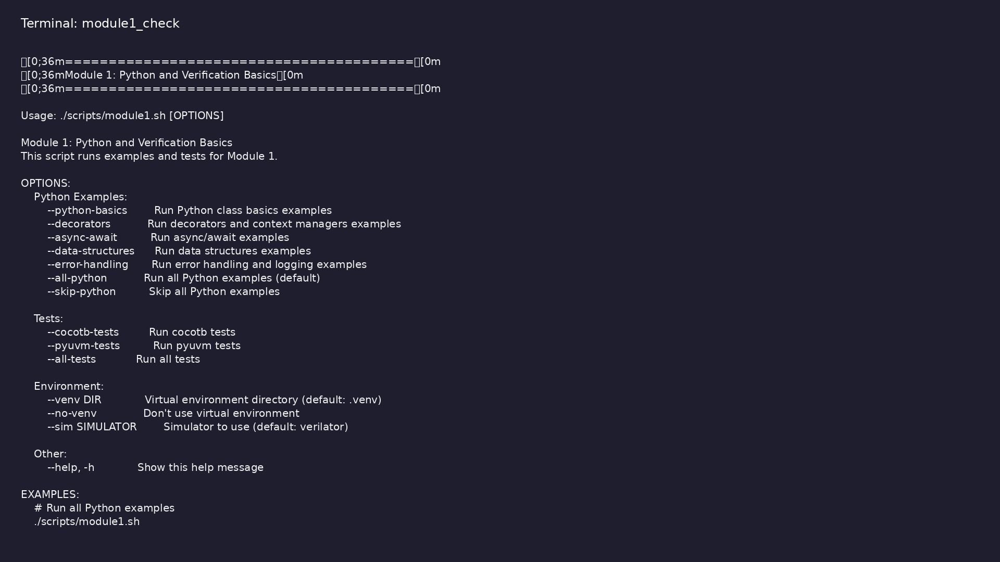 Terminal: module1_check
▯[0;36m========================================▯[0m
▯[0;36mModule 1: Python and Verification Basics▯[0m
▯[0;36m========================================▯[0m
Usage: ./scripts/module1.sh [OPTIONS]
Module 1: Python and Verification Basics
This script runs examples and tests for Module 1.
OPTIONS:
    Python Examples:
        --python-basics        Run Python class basics examples
        --decorators           Run decorators and context managers examples
        --async-await          Run async/await examples
        --data-structures      Run data structures examples
        --error-handling       Run error handling and logging examples
        --all-python           Run all Python examples (default)
        --skip-python          Skip all Python examples
    Tests:
        --cocotb-tests         Run cocotb tests
        --pyuvm-tests          Run pyuvm tests
        --all-tests            Run all tests
    Environment:
        --venv DIR             Virtual environment directory (default: .venv)
        --no-venv              Don't use virtual environment
        --sim SIMULATOR        Simulator to use (default: verilator)
    Other:
        --help, -h             Show this help message
EXAMPLES:
    # Run all Python examples
    ./scripts/module1.sh